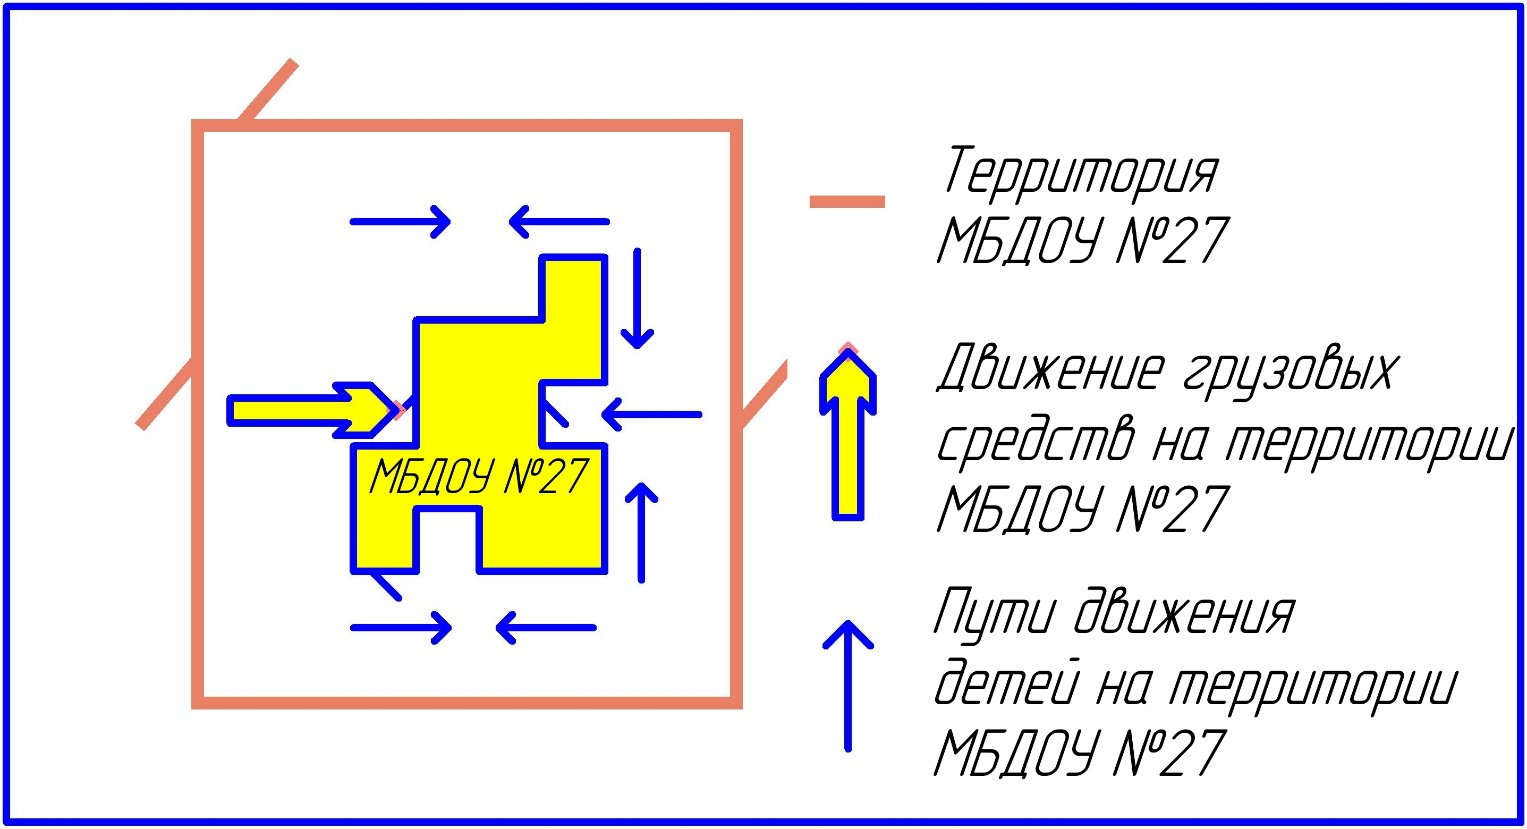 Территория
МБДОУ №27
Движение грузовых
средств на территории
МБДОУ №27
Пути движения
детей на территории
МБДОУ №27
МБДОУ №27